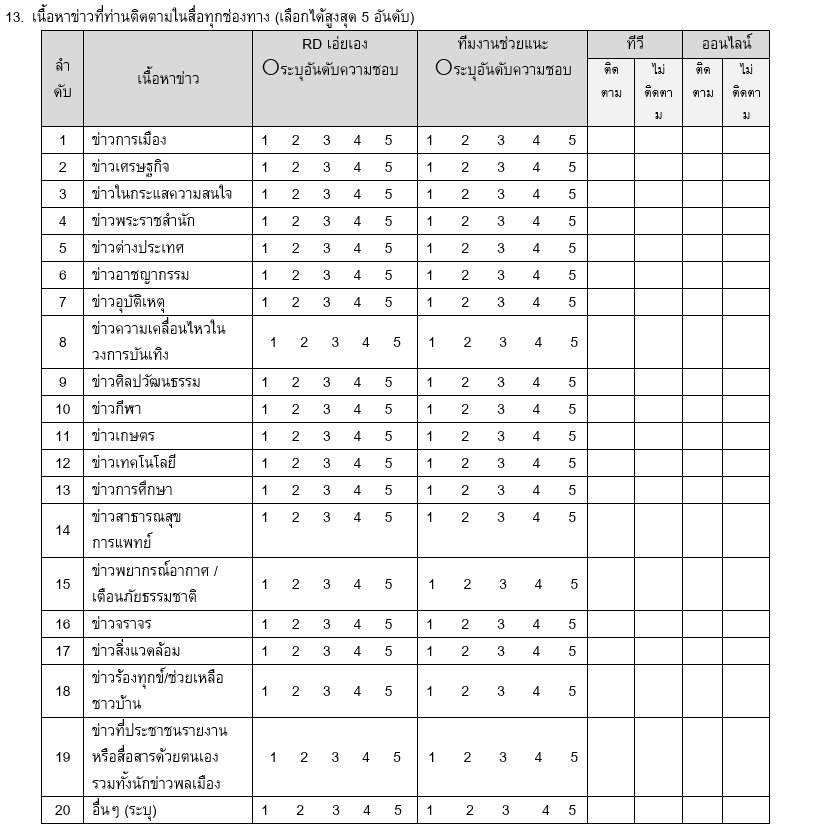 13. เนื้อหาข่าวที่ท่านติดตามในสื่อทุกช่องทาง (เลือกได้สูงสุด 5 อันดับ)
ลำดับ เนื้อหาข่าว RD เอ่ยเอง ทีมงานช่วยแนะ ทีวี ออนไลน์
○ระบุอันดับความชอบ ○ระบุอันดับความชอบ ติดตาม ไม่ติดตาม ติดตาม ไม่ติดตาม
1 ข่าวการเมือง 1 2 3 4 5 1 2 3 4 5
2 ข่าวเศรษฐกิจ 1 2 3 4 5 1 2 3 4 5
3 ข่าวในกระแสความสนใจ 1 2 3 4 5 1 2 3 4 5
4 ข่าวพระราชสำนัก 1 2 3 4 5 1 2 3 4 5
5 ข่าวต่างประเทศ 1 2 3 4 5 1 2 3 4 5
6 ข่าวอาชญากรรม 1 2 3 4 5 1 2 3 4 5
7 ข่าวอุบัติเหตุ 1 2 3 4 5 1 2 3 4 5
8 ข่าวความเคลื่อนไหวใน
วงการบันเทิง 1 2 3 4 5 1 2 3 4 5
9 ข่าวศิลปวัฒนธรรม 1 2 3 4 5 1 2 3 4 5
10 ข่าวกีฬา 1 2 3 4 5 1 2 3 4 5
11 ข่าวเกษตร 1 2 3 4 5 1 2 3 4 5
12 ข่าวเทคโนโลยี 1 2 3 4 5 1 2 3 4 5
13 ข่าวการศึกษา 1 2 3 4 5 1 2 3 4 5
14 ข่าวสาธารณสุข 1 2 3 4 5 1 2 3 4 5
การแพทย์
15 ข่าวพยากรณ์อากาศ /
เตือนภัยธรรมชาติ 1 2 3 4 5 1 2 3 4 5
16 ข่าวจราจร 1 2 3 4 5 1 2 3 4 5
17 ข่าวสิ่งแวดล้อม 1 2 3 4 5 1 2 3 4 5
18 ข่าวร้องทุกข์/ช่วยเหลือ
ชาวบ้าน 1 2 3 4 5 1 2 3 4 5
19 ข่าวที่ประชาชนรายงาน
หรือสื่อสารด้วยตนเอง 1 2 3 4 5 1 2 3 4 5
รวมทั้งนักข่าวพลเมือง
20 อื่นๆ (ระบุ) 1 2 3 4 5 1 2 3 4 5